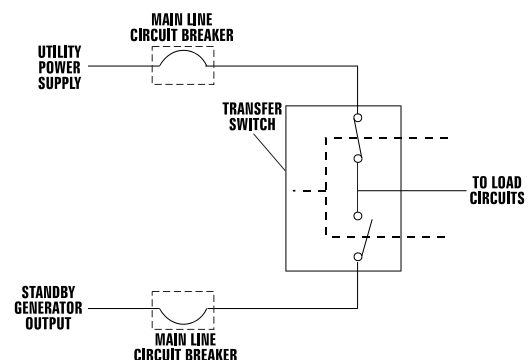 MAIN LINE
CIRCUIT BREAKER
UTILITY
POWER
SUPPLY
TRANSFER
SWITCH
TO LOAD
CIRCUITS
STANDBY
GENERATOR
OUTPUT
MAIN LINE
CIRCUIT BREAKER